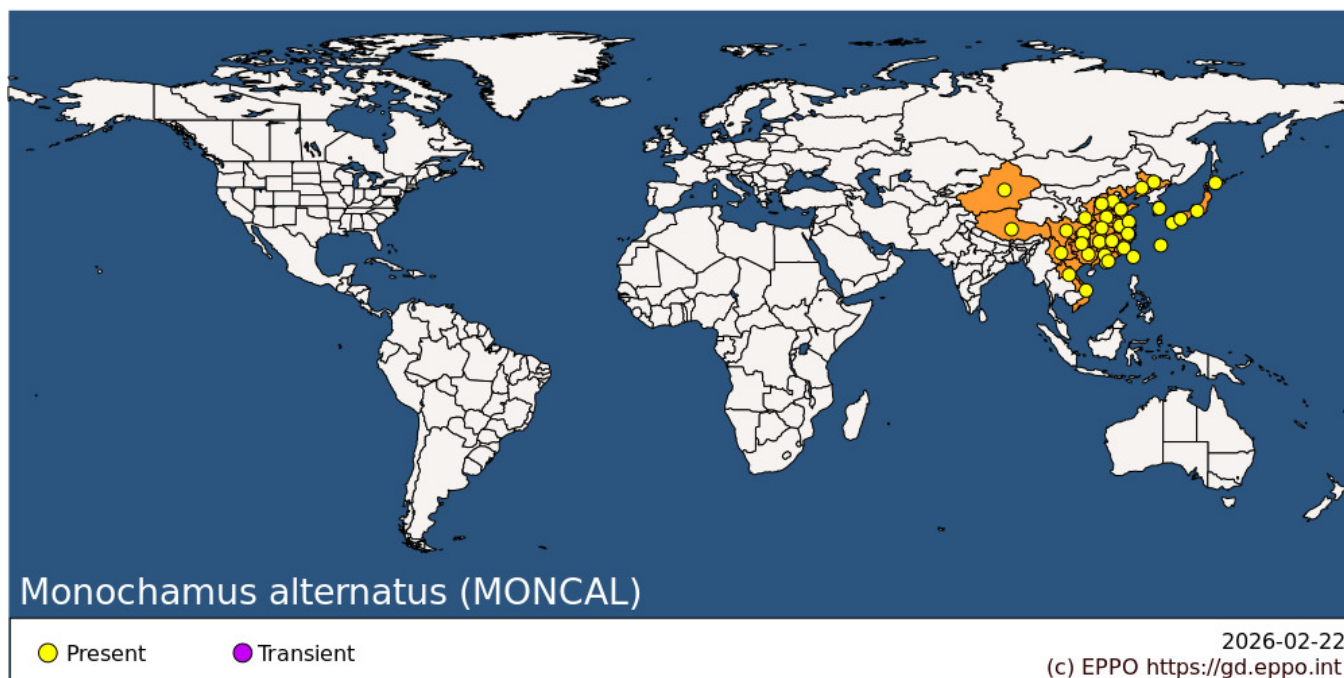 Monochamus alternatus (MONCAL)
Present
Transient
2026-02-22
(c) EPPO https://gd.eppo.int